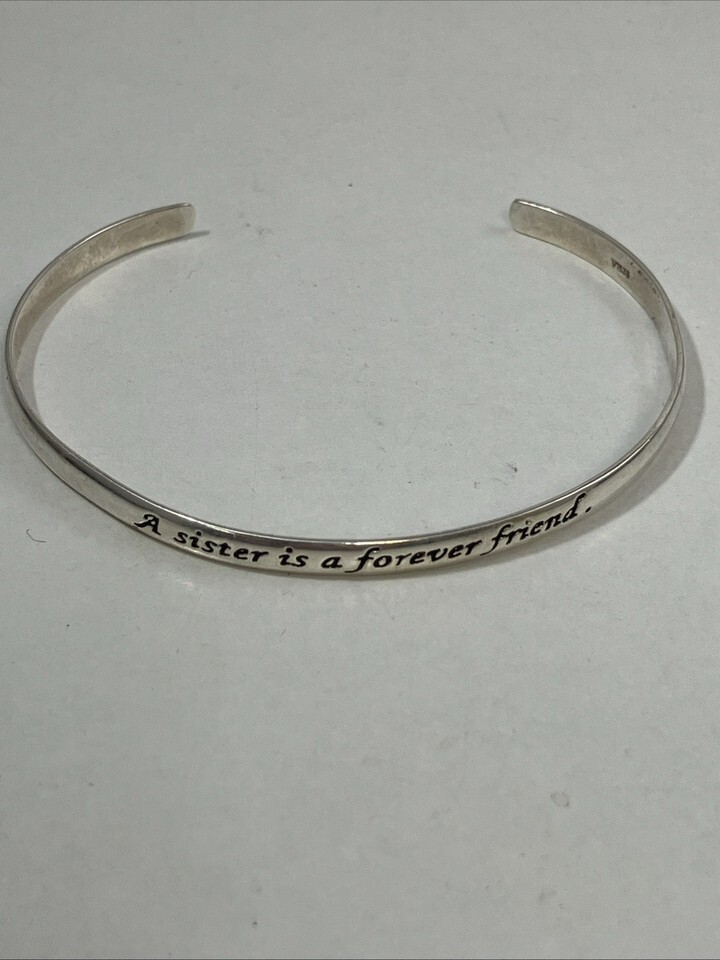 A sister is a forever friend.